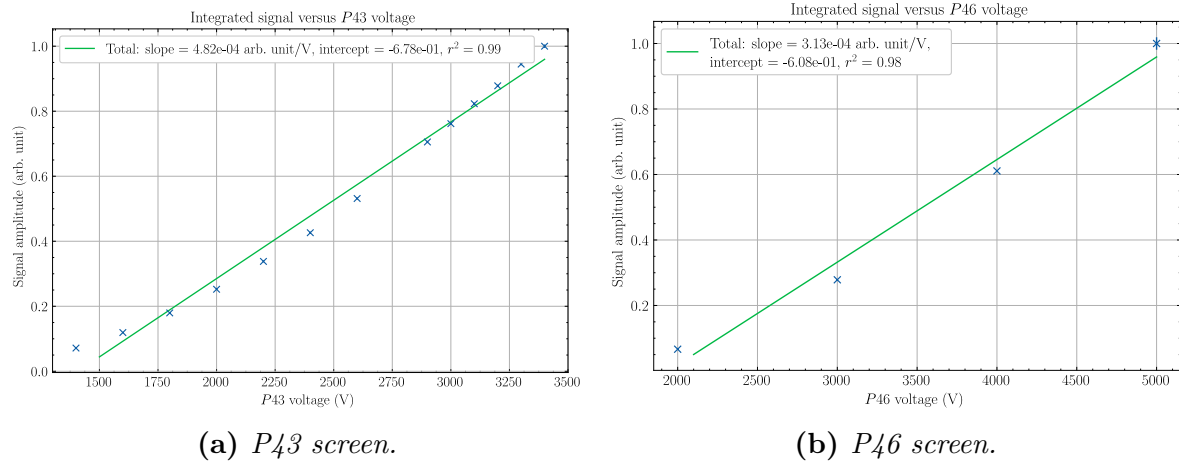 Integrated signal versus P43 voltage
Total: slope = 4.82e-04 arb. unit/V, intercept = -6.78e-01, r² = 0.99
Signal amplitude (arb. unit)
1.0
0.8
0.6
0.4
0.2
0.0
1500 1750 2000 2250 2500 2750 3000 3250 3500
P43 voltage (V)
(a) P43 screen.
Integrated signal versus P46 voltage
Total: slope = 3.13e-04 arb. unit/V,
intercept = -6.08e-01, r² = 0.98
Signal amplitude (arb. unit)
1.0
0.8
0.6
0.4
0.2
0.0
2000 2500 3000 3500 4000 4500 5000
P46 voltage (V)
(b) P46 screen.